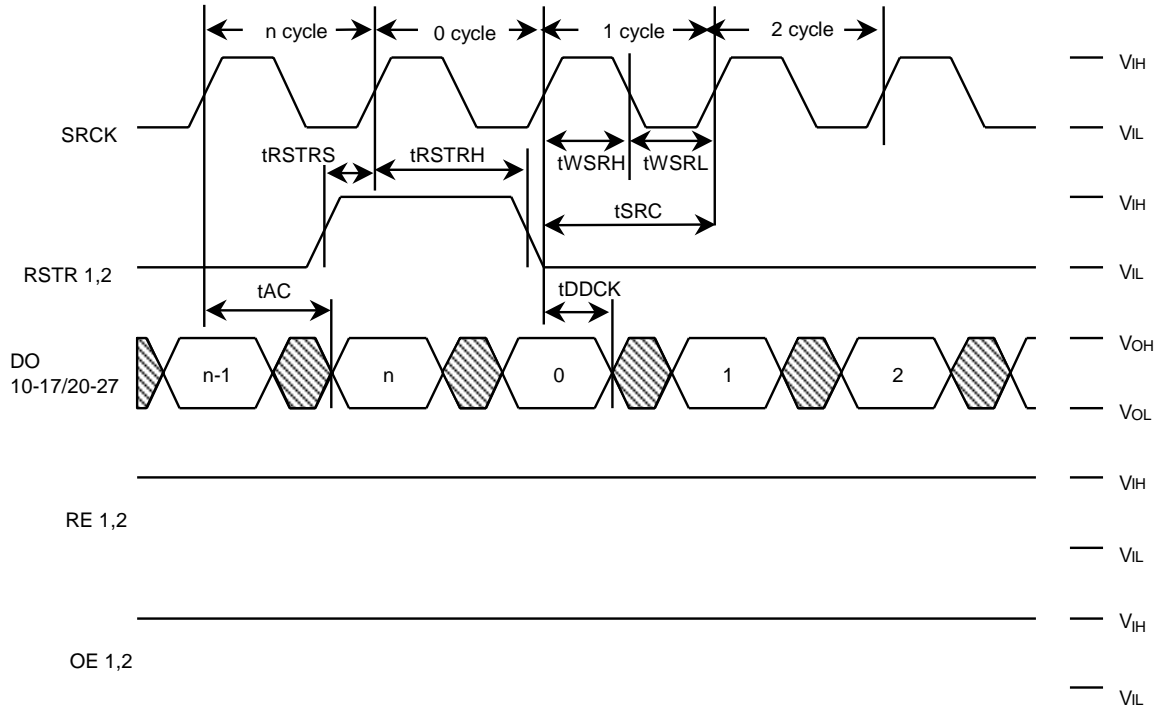 n cycle 0 cycle 1 cycle 2 cycle
VIH
SRCK
VIL
tRSTRS tRSTRH tWSRH tWSRL
VIH
tSRC
RSTR 1,2
VIL
tAC tDDCK
DO
10-17/20-27
n-1 n 0 1 2
VOH
VOL
VIH
RE 1,2
VIL
VIH
OE 1,2
VIL